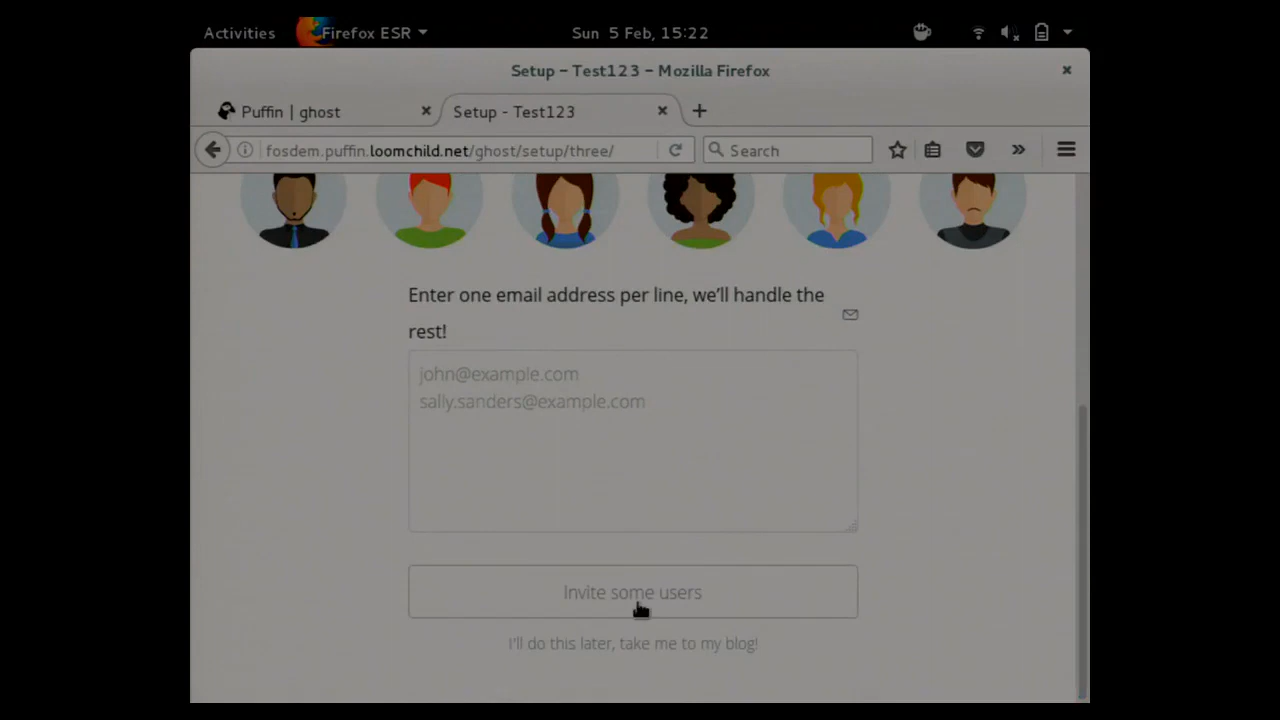 Activities Firefox ESR Sun 5 Feb, 15:22
Setup - Test123 - Mozilla Firefox
Puffin | ghost Setup - Test123
fosdem.puffin.loomchild.net/ghost/setup/three/ Search
Enter one email address per line, we’ll handle the
rest!
john@example.com
sally.sanders@example.com
Invite some users
I'll do this later, take me to my blog!